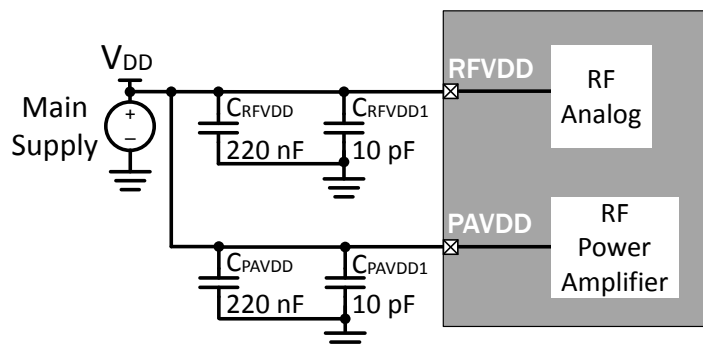 VDD
Main
Supply
+
−
CRFVDD
220 nF
CRFVDD1
10 pF
RFVDD
RF
Analog
CPAVDD
220 nF
CPAVDD1
10 pF
PAVDD
RF
Power
Amplifier